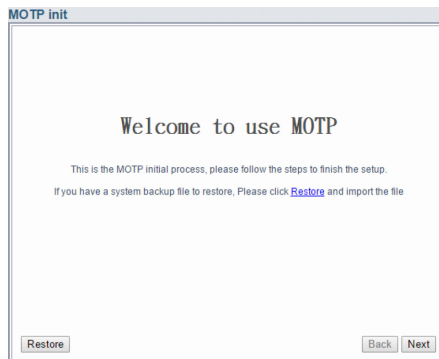 MOTP init
Welcome to use MOTP
This is the MOTP initial process, please follow the steps to finish the setup.
If you have a system backup file to restore, Please click Restore and import the file
Restore Back Next